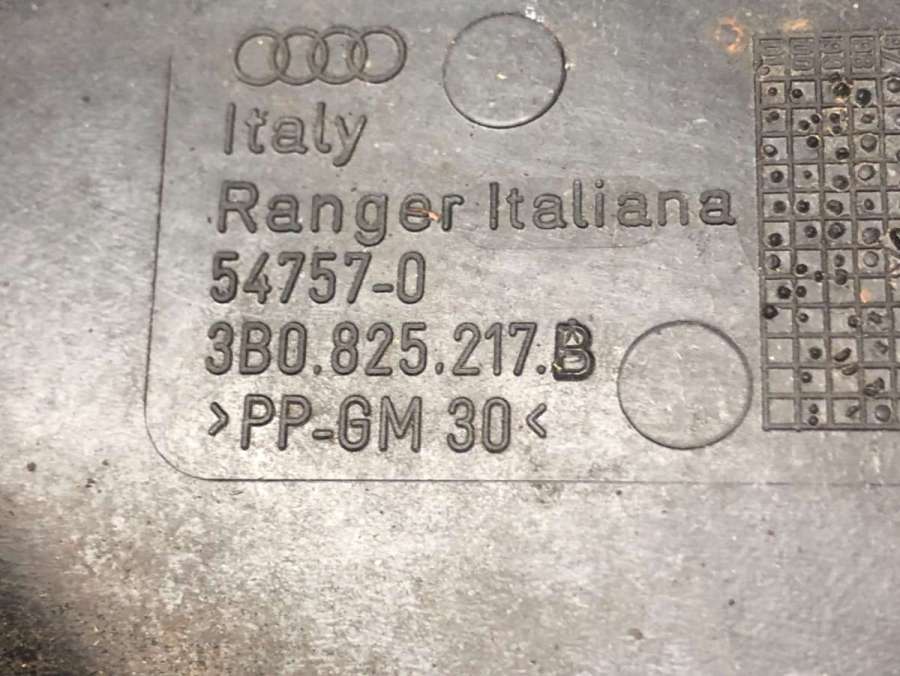 Italy
Ranger Italiana
54757-0
3B0.825.217.B
>PP-GM 30<